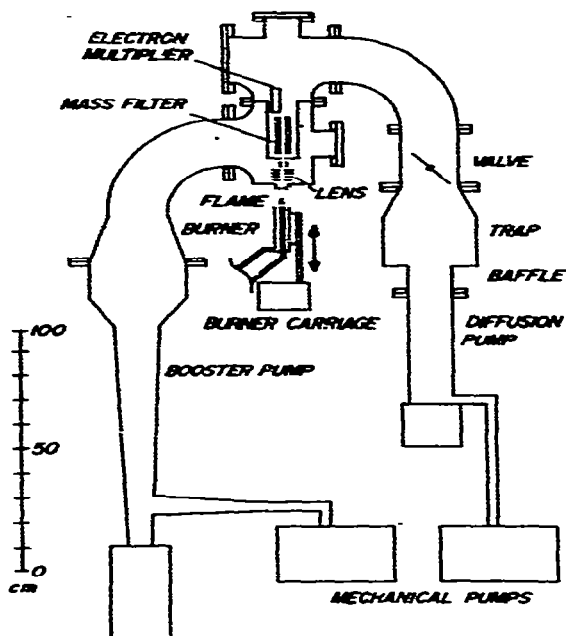 ELECTRON
MULTIPLIER
MASS FILTER
VALVE
LENS
FLAME
BURNER
TRAP
BAFFLE
BURNER CARRIAGE
DIFFUSION
PUMP
100
BOOSTER PUMP
50
0
cm
MECHANICAL PUMPS